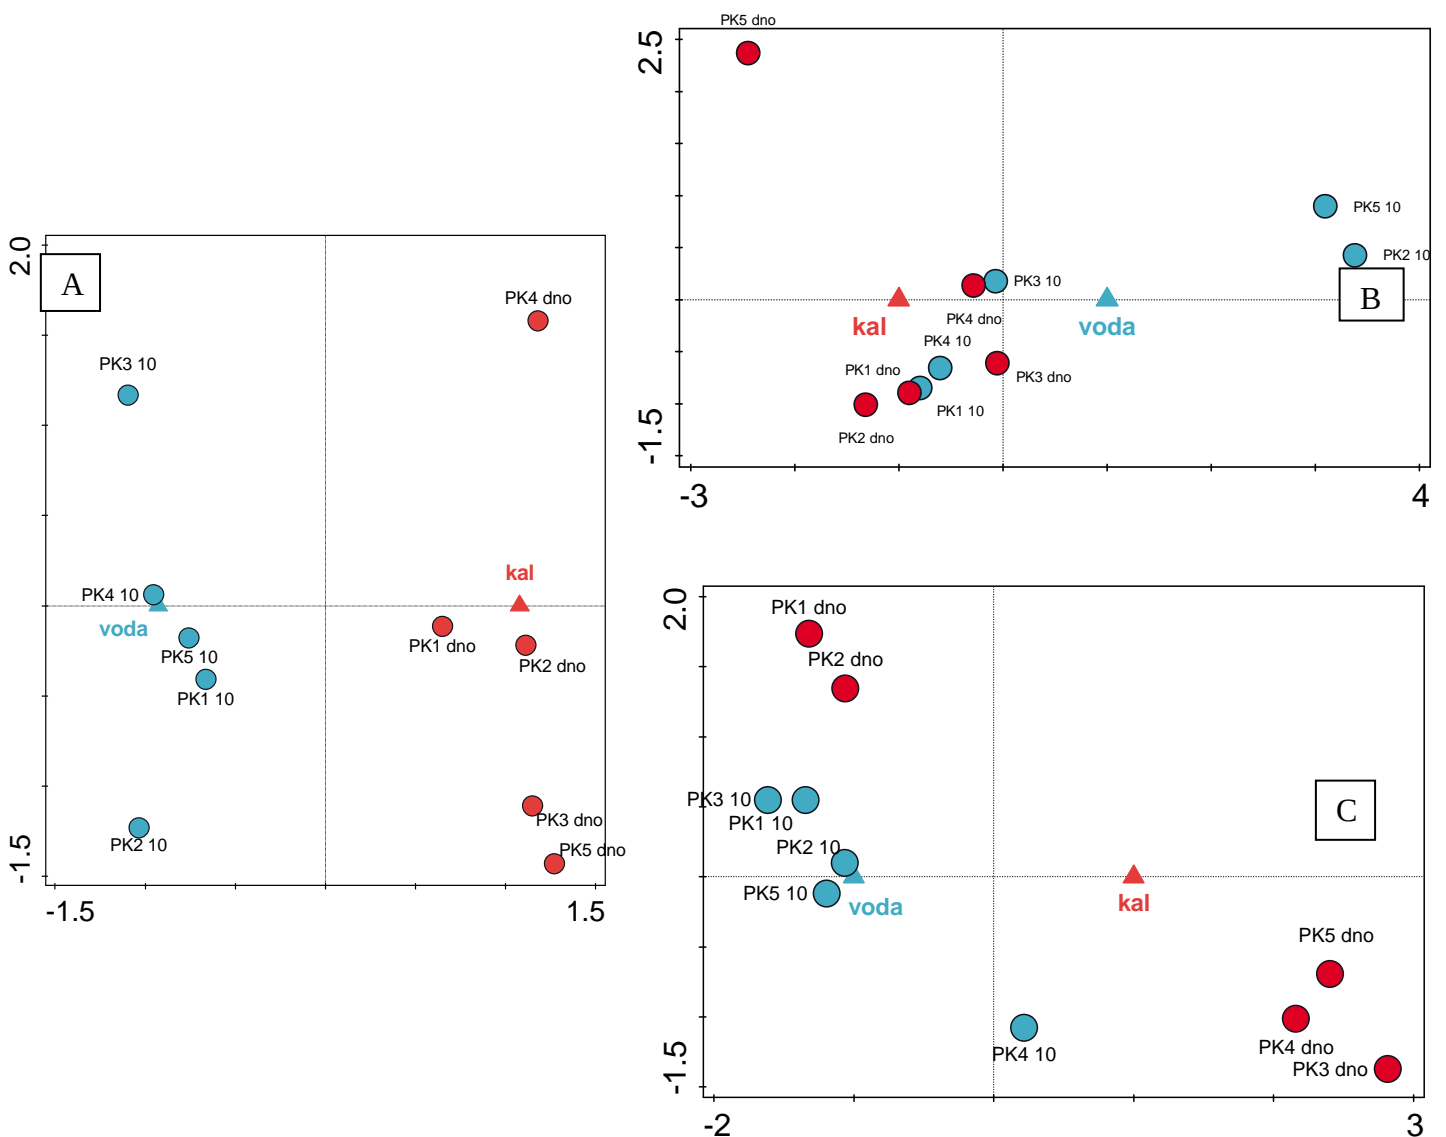 2.0
A
PK4 dno
PK3 10
kal
PK4 10
voda
PK5 10
PK1 10
PK1 dno
PK2 dno
PK2 10
PK3 dno
PK5 dno
-1.5
-1.5
1.5
PK5 dno
2.5
PK5 10
PK2 10
B
PK3 10
kal
PK4 dno
voda
PK4 10
PK1 dno
PK3 dno
PK1 10
PK2 dno
-1.5
-3
4
2.0
PK1 dno
PK2 dno
PK3 10
PK1 10
C
PK2 10
PK5 10
voda
kal
PK5 dno
PK4 10
PK4 dno
PK3 dno
-1.5
-2
3